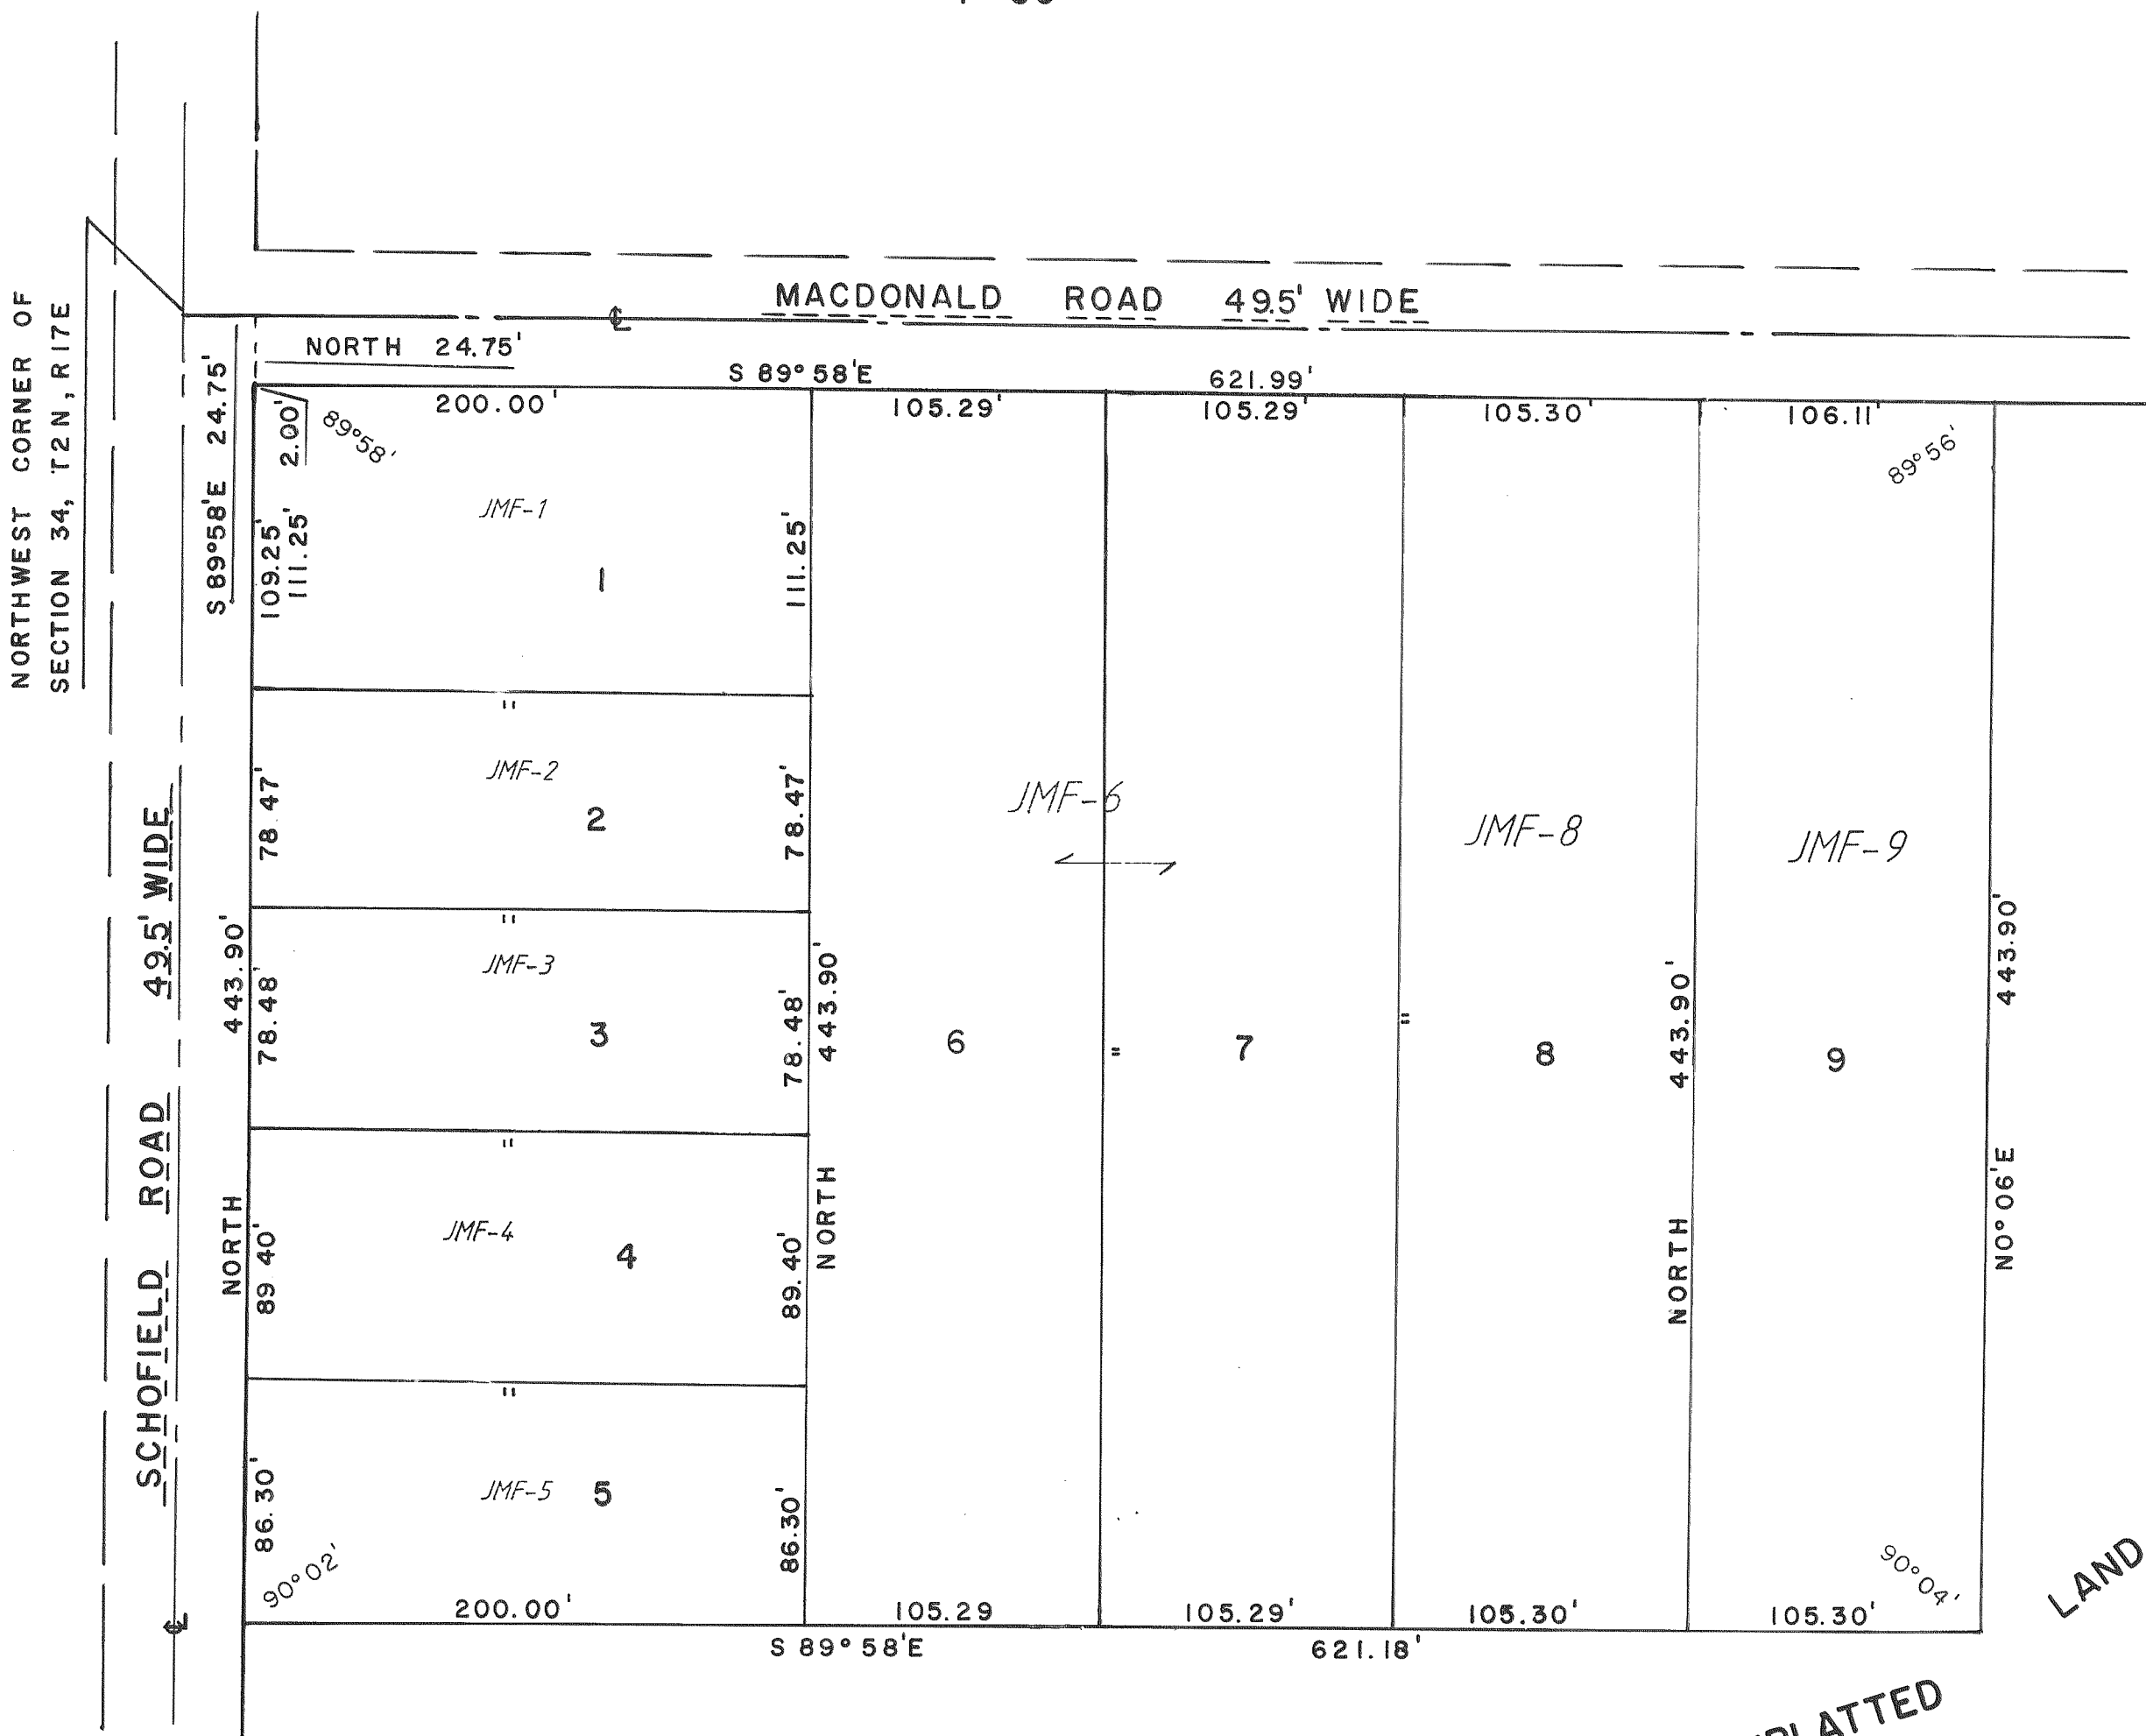 MACDONALD ROAD 49.5' WIDE
NORTHWEST CORNER OF
SECTION 34, T2N, R17E
NORTH 24.75'
S 89°58'E 24.75'
S 89°58'E 621.99'
200.00' 105.29' 105.29' 105.30' 106.11'
2.00'
89°58'
89°56'
109.25'
111.25'
JMF-1
1
111.25'
"
JMF-2
2
78.47'
78.47'
"
JMF-3
3
78.48'
78.48'
"
JMF-4
4
89.40'
89.40'
"
JMF-5
5
86.30'
86.30'
90°02'
SCHOFIELD ROAD 49.5' WIDE
NORTH 443.90'
NORTH 443.90'
JMF-6
6
"
7
"
JMF-8
8
NORTH 443.90'
JMF-9
9
N0°06'E 443.90'
90°04'
200.00' 105.29 105.29' 105.30' 105.30'
S 89°58'E 621.18'
LAND